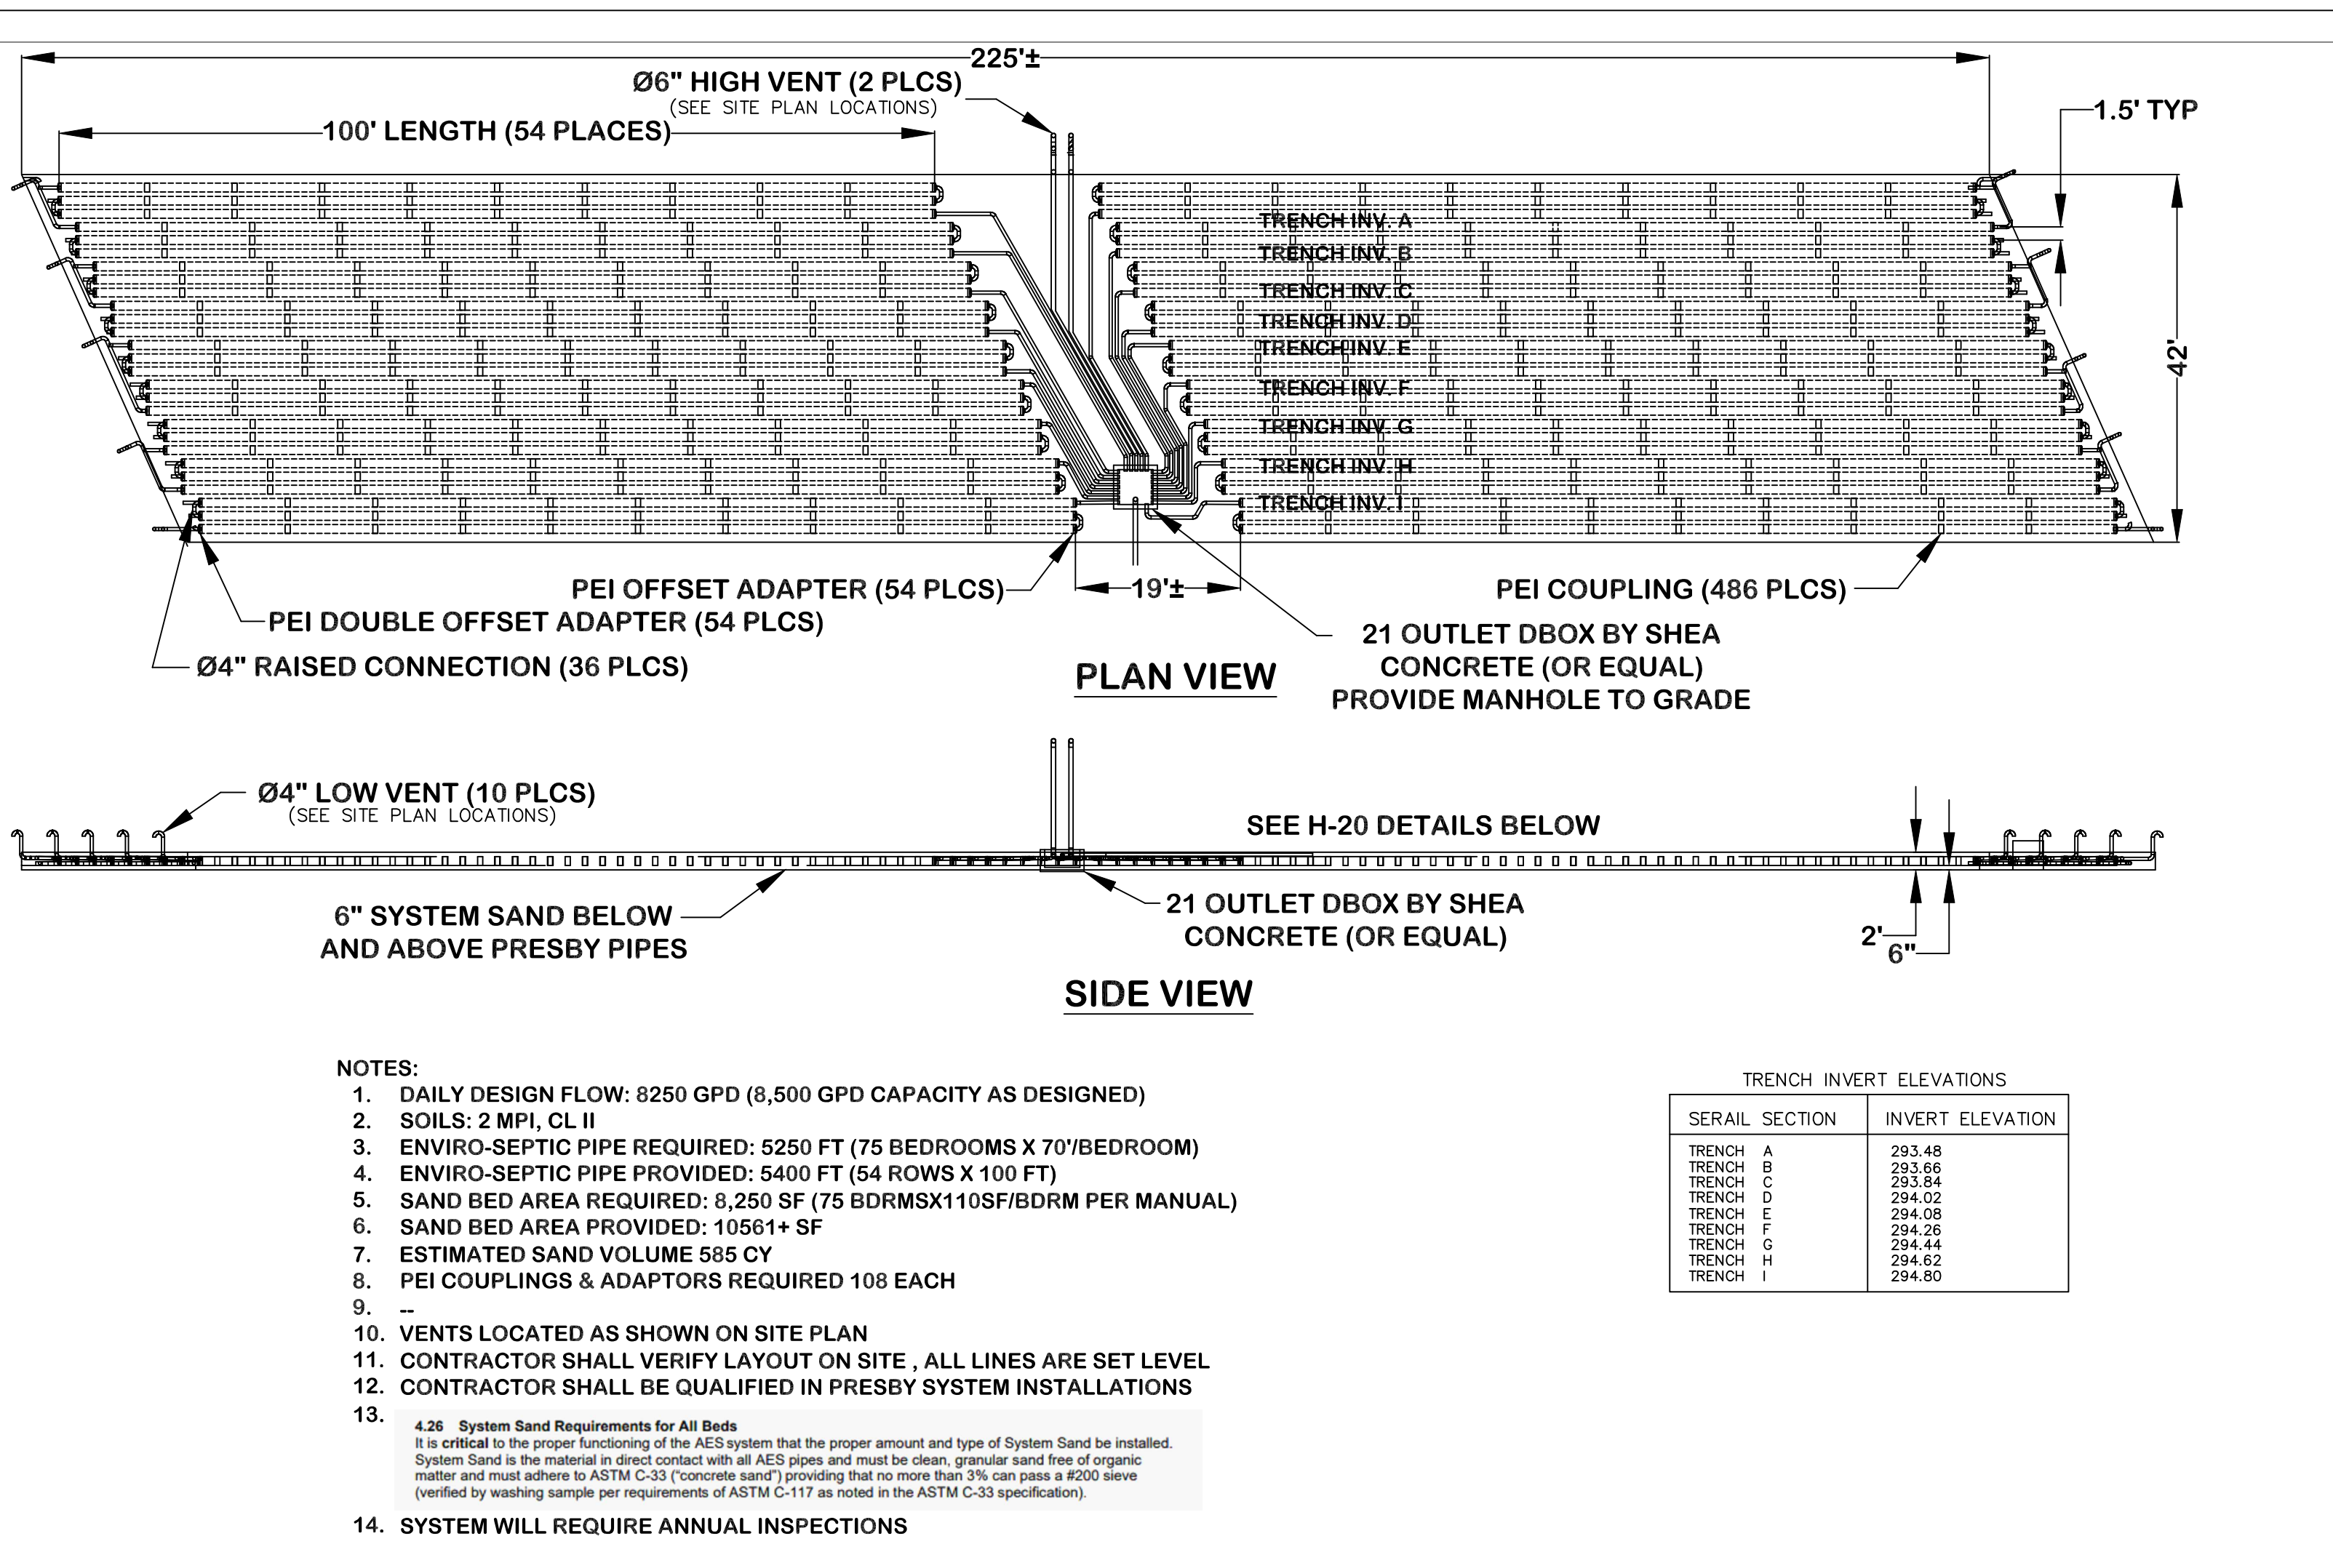 225'±
Ø6" HIGH VENT (2 PLCS)
(SEE SITE PLAN LOCATIONS)
1.5' TYP
100' LENGTH (54 PLACES)
TRENCH INV. A
TRENCH INV. B
TRENCH INV. C
TRENCH INV. D
TRENCH INV. E
TRENCH INV. F
TRENCH INV. G
TRENCH INV. H
TRENCH INV. I
42'
PEI OFFSET ADAPTER (54 PLCS)
19'±
PEI COUPLING (486 PLCS)
PEI DOUBLE OFFSET ADAPTER (54 PLCS)
21 OUTLET DBOX BY SHEA
CONCRETE (OR EQUAL)
PROVIDE MANHOLE TO GRADE
Ø4" RAISED CONNECTION (36 PLCS)
PLAN VIEW
Ø4" LOW VENT (10 PLCS)
(SEE SITE PLAN LOCATIONS)
SEE H-20 DETAILS BELOW
6" SYSTEM SAND BELOW
AND ABOVE PRESBY PIPES
21 OUTLET DBOX BY SHEA
CONCRETE (OR EQUAL)
2'
6"
SIDE VIEW
NOTES:
1. DAILY DESIGN FLOW: 8250 GPD (8,500 GPD CAPACITY AS DESIGNED)
2. SOILS: 2 MPI, CL II
3. ENVIRO-SEPTIC PIPE REQUIRED: 5250 FT (75 BEDROOMS X 70'/BEDROOM)
4. ENVIRO-SEPTIC PIPE PROVIDED: 5400 FT (54 ROWS X 100 FT)
5. SAND BED AREA REQUIRED: 8,250 SF (75 BDRMSX110SF/BDRM PER MANUAL)
6. SAND BED AREA PROVIDED: 10561+ SF
7. ESTIMATED SAND VOLUME 585 CY
8. PEI COUPLINGS & ADAPTORS REQUIRED 108 EACH
9. --
10. VENTS LOCATED AS SHOWN ON SITE PLAN
11. CONTRACTOR SHALL VERIFY LAYOUT ON SITE , ALL LINES ARE SET LEVEL
12. CONTRACTOR SHALL BE QUALIFIED IN PRESBY SYSTEM INSTALLATIONS
13.
4.26 System Sand Requirements for All Beds
It is critical to the proper functioning of the AES system that the proper amount and type of System Sand be installed.
System Sand is the material in direct contact with all AES pipes and must be clean, granular sand free of organic
matter and must adhere to ASTM C-33 ("concrete sand") providing that no more than 3% can pass a #200 sieve
(verified by washing sample per requirements of ASTM C-117 as noted in the ASTM C-33 specification).
14. SYSTEM WILL REQUIRE ANNUAL INSPECTIONS
TRENCH INVERT ELEVATIONS
SERAIL SECTION INVERT ELEVATION
TRENCH A 293.48
TRENCH B 293.66
TRENCH C 293.84
TRENCH D 294.02
TRENCH E 294.08
TRENCH F 294.26
TRENCH G 294.44
TRENCH H 294.62
TRENCH I 294.80